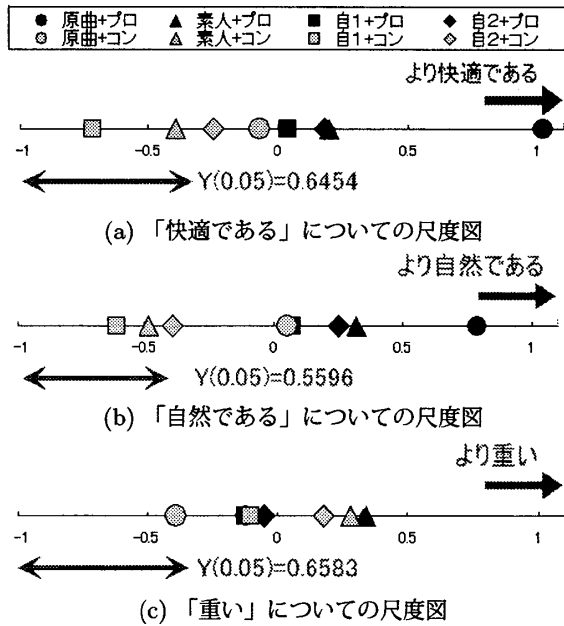 原曲+プロ 素人+プロ 自1+プロ 自2+プロ
原曲+コン 素人+コン 自1+コン 自2+コン
より快適である
-1 -0.5 0 0.5 1
Y(0.05)=0.6454
(a) 「快適である」についての尺度図
より自然である
-1 -0.5 0 0.5 1
Y(0.05)=0.5596
(b) 「自然である」についての尺度図
より重い
-1 -0.5 0 0.5 1
Y(0.05)=0.6583
(c) 「重い」についての尺度図